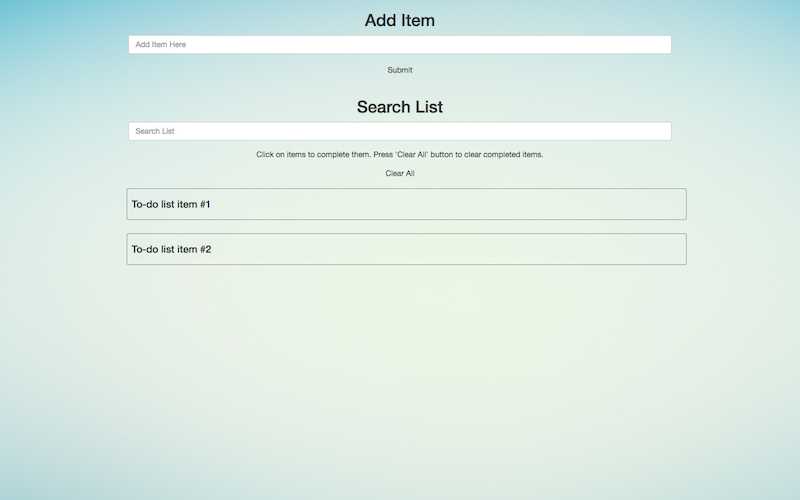 Add Item
Add Item Here
Submit
Search List
Search List
Click on items to complete them. Press 'Clear All' button to clear completed items.
Clear All
To-do list item #1
To-do list item #2